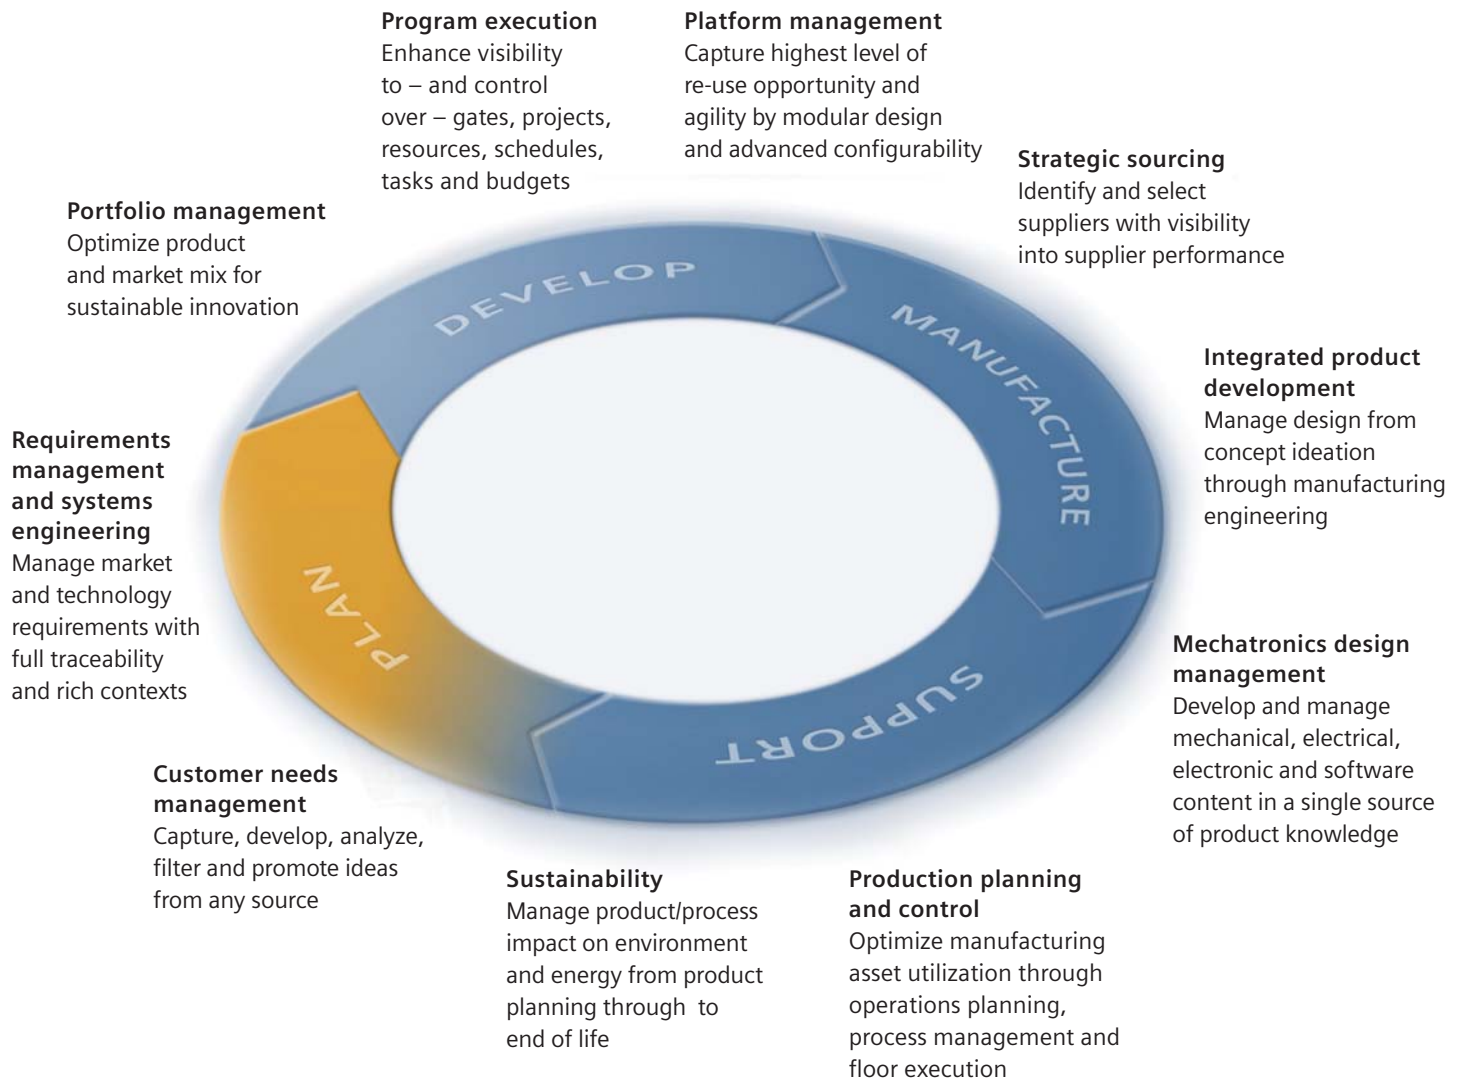 Program execution
Enhance visibility
to – and control
over – gates, projects,
resources, schedules,
tasks and budgets
Platform management
Capture highest level of
re-use opportunity and
agility by modular design
and advanced configurability
Strategic sourcing
Identify and select
suppliers with visibility
into supplier performance
Portfolio management
Optimize product
and market mix for
sustainable innovation
DEVELOP
MANUFACTURE
Integrated product
development
Manage design from
concept ideation
through manufacturing
engineering
Requirements
management
and systems
engineering
Manage market
and technology
requirements with
full traceability
and rich contexts
PLAN
SUPPORT
Mechatronics design
management
Develop and manage
mechanical, electrical,
electronic and software
content in a single source
of product knowledge
Customer needs
management
Capture, develop, analyze,
filter and promote ideas
from any source
Sustainability
Manage product/process
impact on environment
and energy from product
planning through to
end of life
Production planning
and control
Optimize manufacturing
asset utilization through
operations planning,
process management and
floor execution